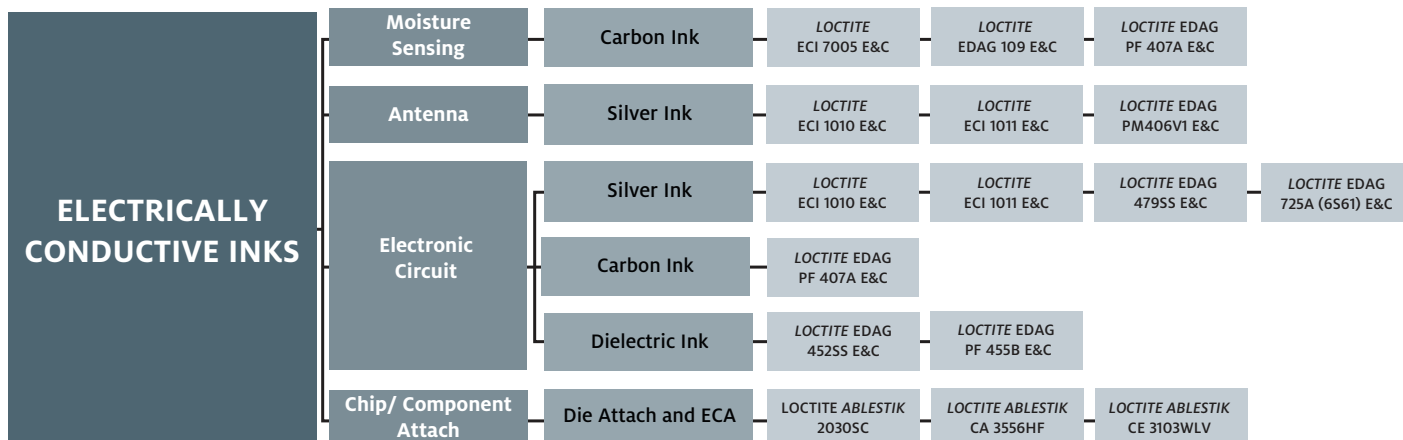 ELECTRICALLY
CONDUCTIVE INKS
Moisture
Sensing
Carbon Ink
LOCTITE
ECI 7005 E&C
LOCTITE
EDAG 109 E&C
LOCTITE EDAG
PF 407A E&C
Antenna
Silver Ink
LOCTITE
ECI 1010 E&C
LOCTITE
ECI 1011 E&C
LOCTITE EDAG
PM406V1 E&C
Electronic
Circuit
Silver Ink
LOCTITE
ECI 1010 E&C
LOCTITE
ECI 1011 E&C
LOCTITE EDAG
479SS E&C
LOCTITE EDAG
725A (6S61) E&C
Carbon Ink
LOCTITE EDAG
PF 407A E&C
Dielectric Ink
LOCTITE EDAG
452SS E&C
LOCTITE EDAG
PF 455B E&C
Chip/ Component
Attach
Die Attach and ECA
LOCTITE ABLESTIK
2030SC
LOCTITE ABLESTIK
CA 3556HF
LOCTITE ABLESTIK
CE 3103WLV